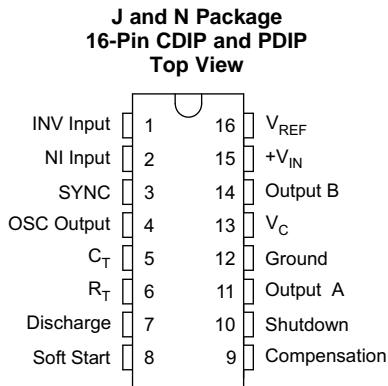 J and N Package
16-Pin CDIP and PDIP
Top View
INV Input 1 16 VREF
NI Input 2 15 +VIN
SYNC 3 14 Output B
OSC Output 4 13 VC
CT 5 12 Ground
RT 6 11 Output A
Discharge 7 10 Shutdown
Soft Start 8 9 Compensation